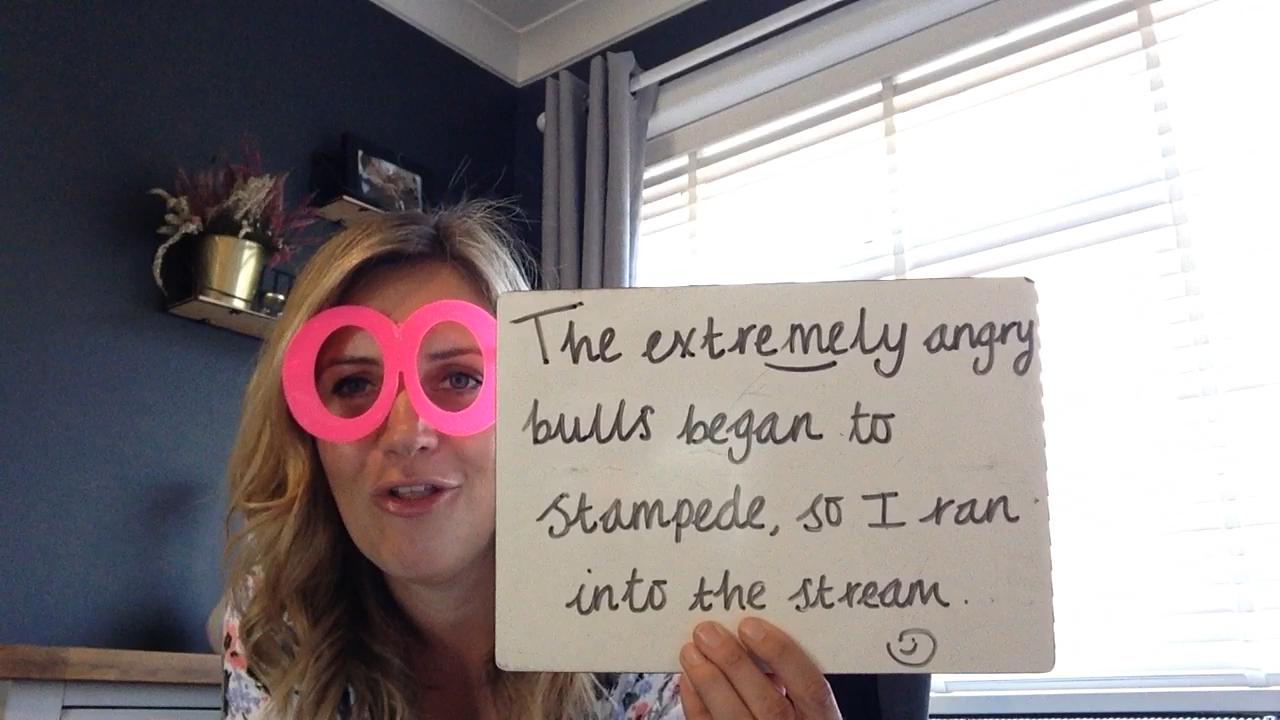 The extremely angry
bulls began to
stampede, so I ran
into the stream.